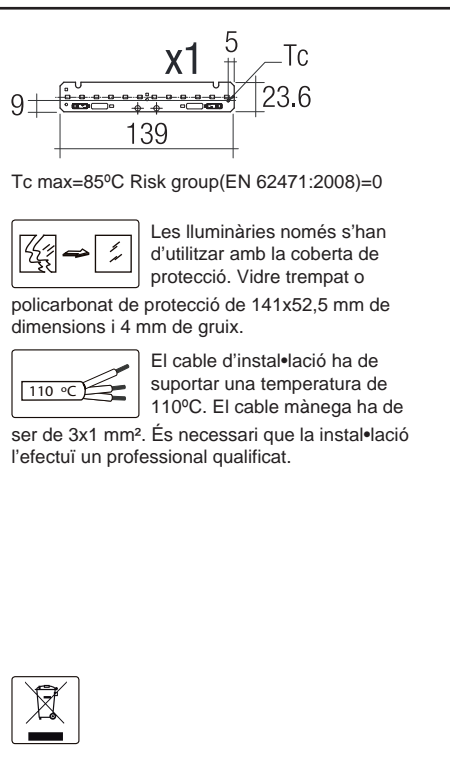 x1
5
Tc
9
23.6
139
Tc max=85ºC Risk group(EN 62471:2008)=0
Les lluminàries només s’han
d’utilitzar amb la coberta de
protecció. Vidre trempat o
policarbonat de protecció de 141x52,5 mm de
dimensions i 4 mm de gruix.
El cable d’instal•lació ha de
suportar una temperatura de
110 ºC
110ºC. El cable mànega ha de
ser de 3x1 mm². És necessari que la instal•lació
l’efectuï un professional qualificat.